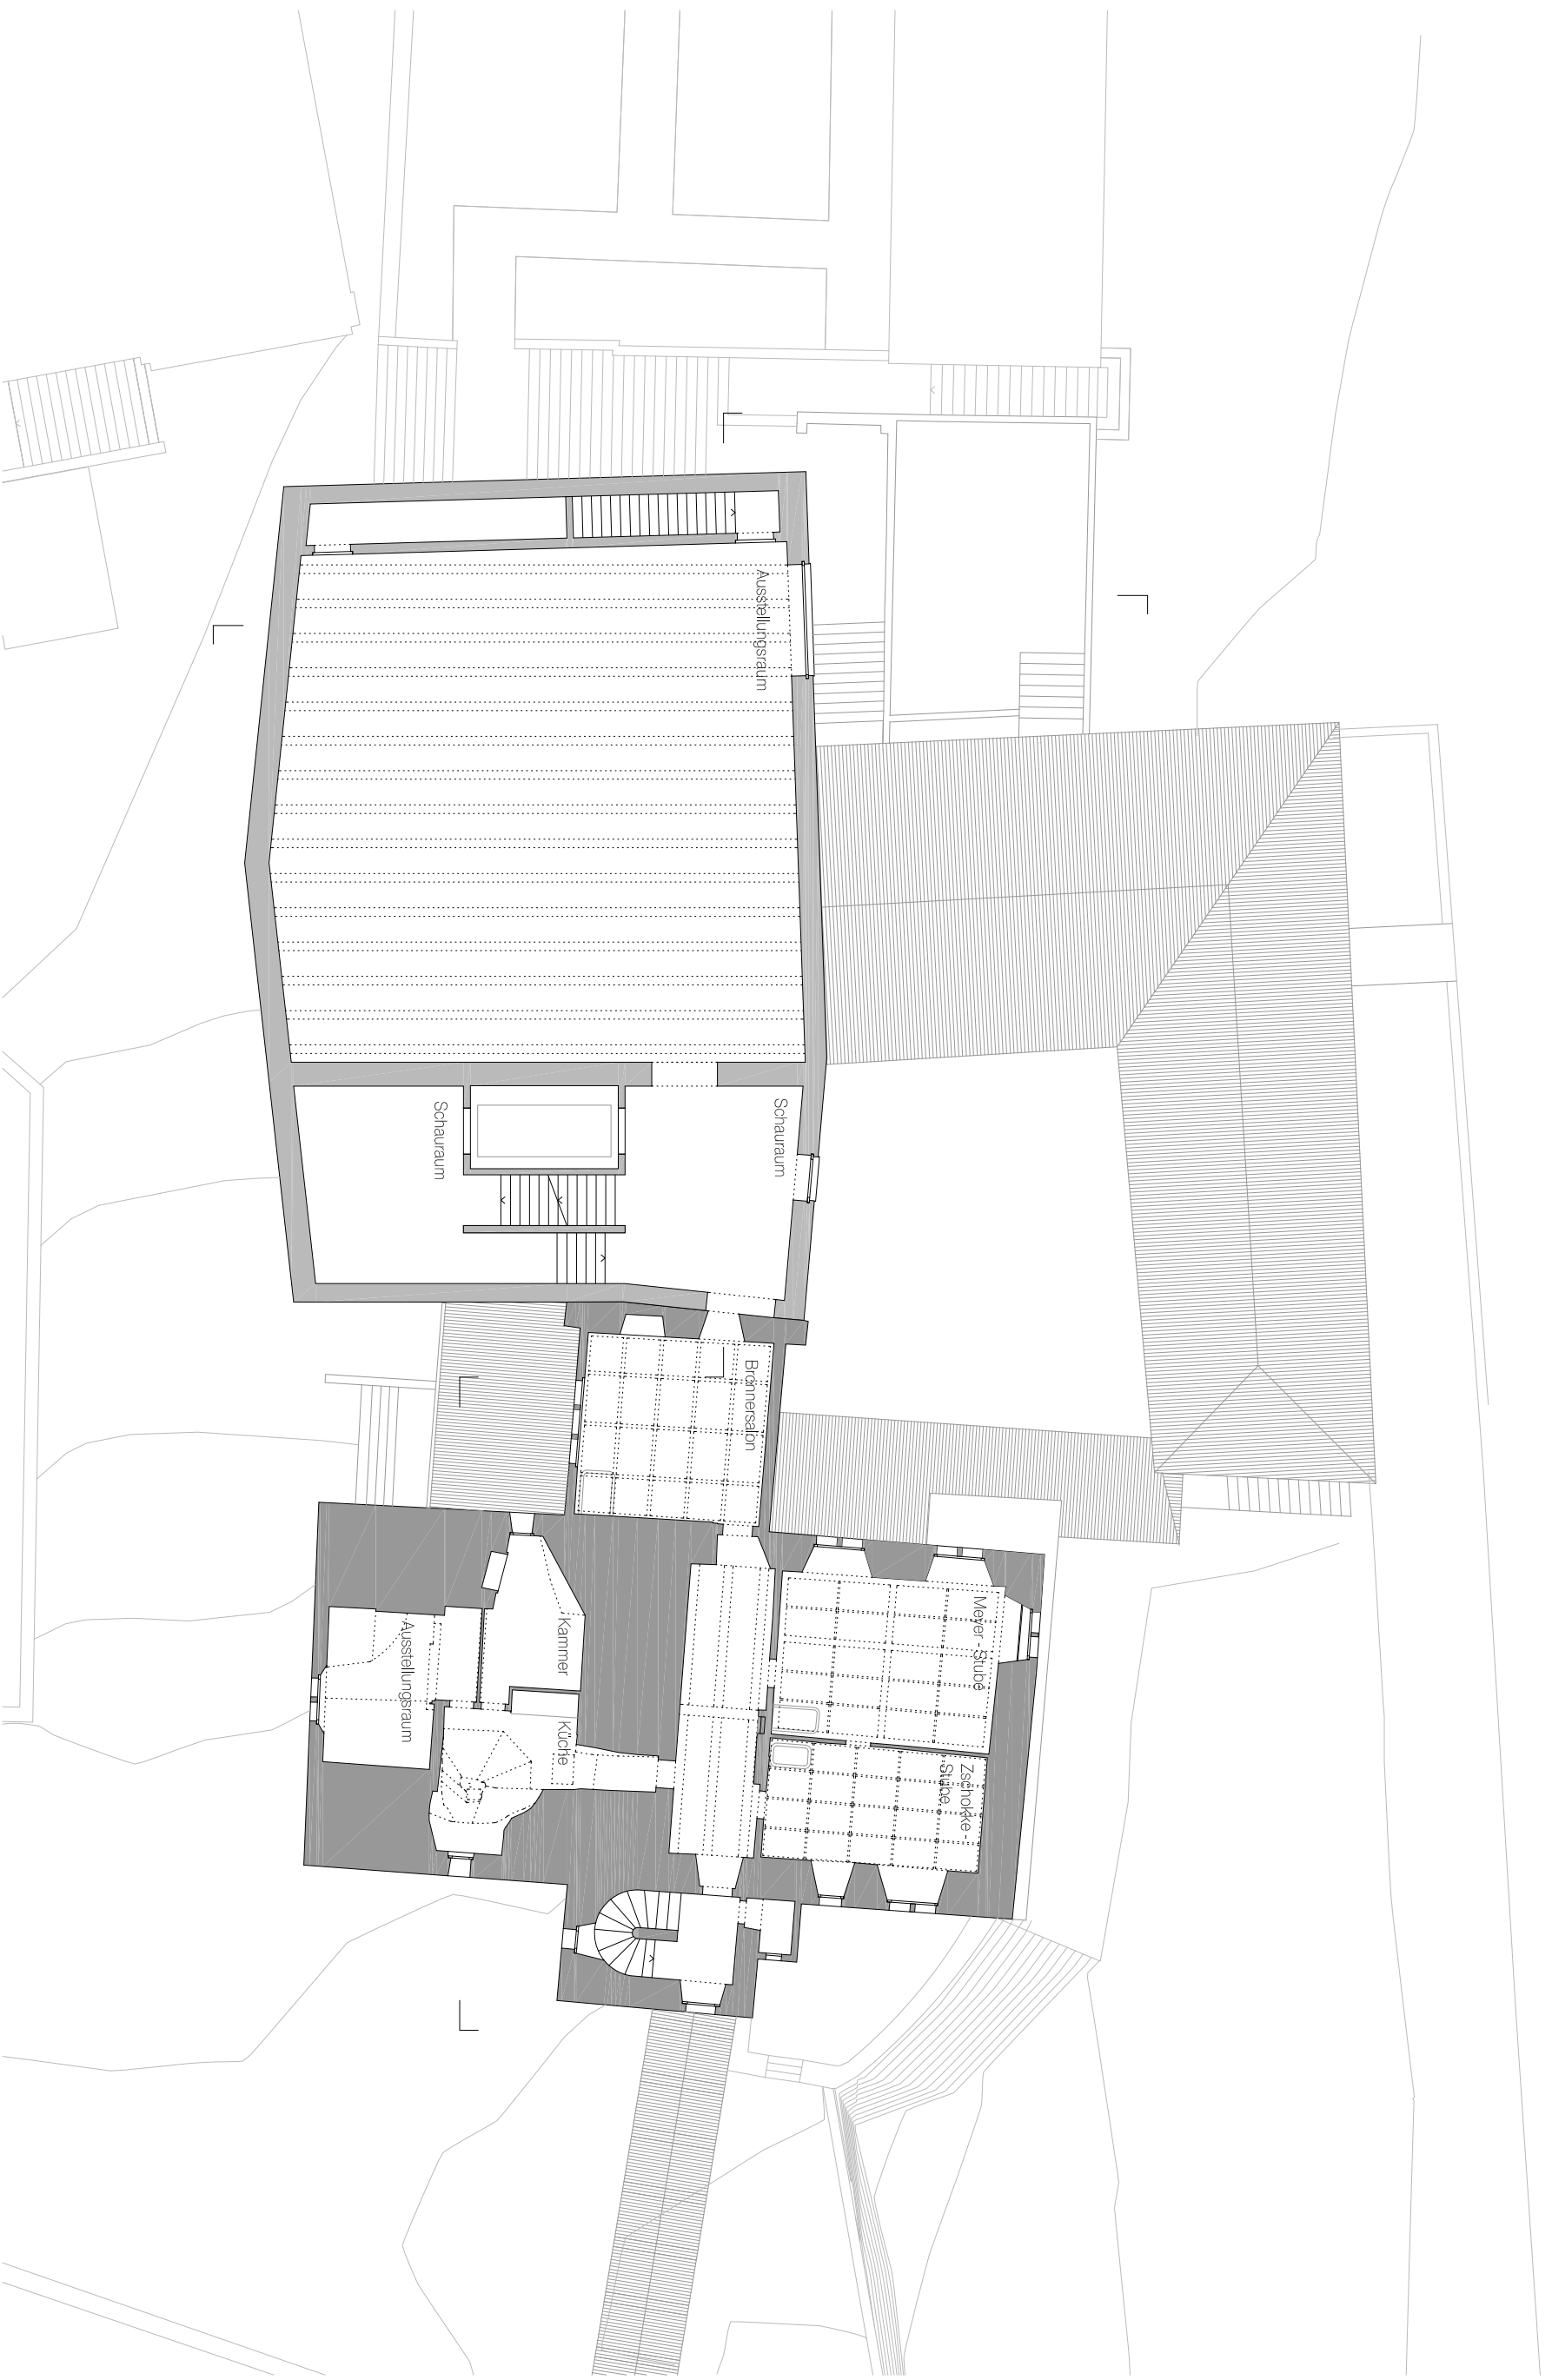 Ausstellungsraum
Schauraum
Schauraum
Brönnersalon
Meyer-Stube
Kammer
Ausstellungsraum
Küche
Zschokke-
Stube